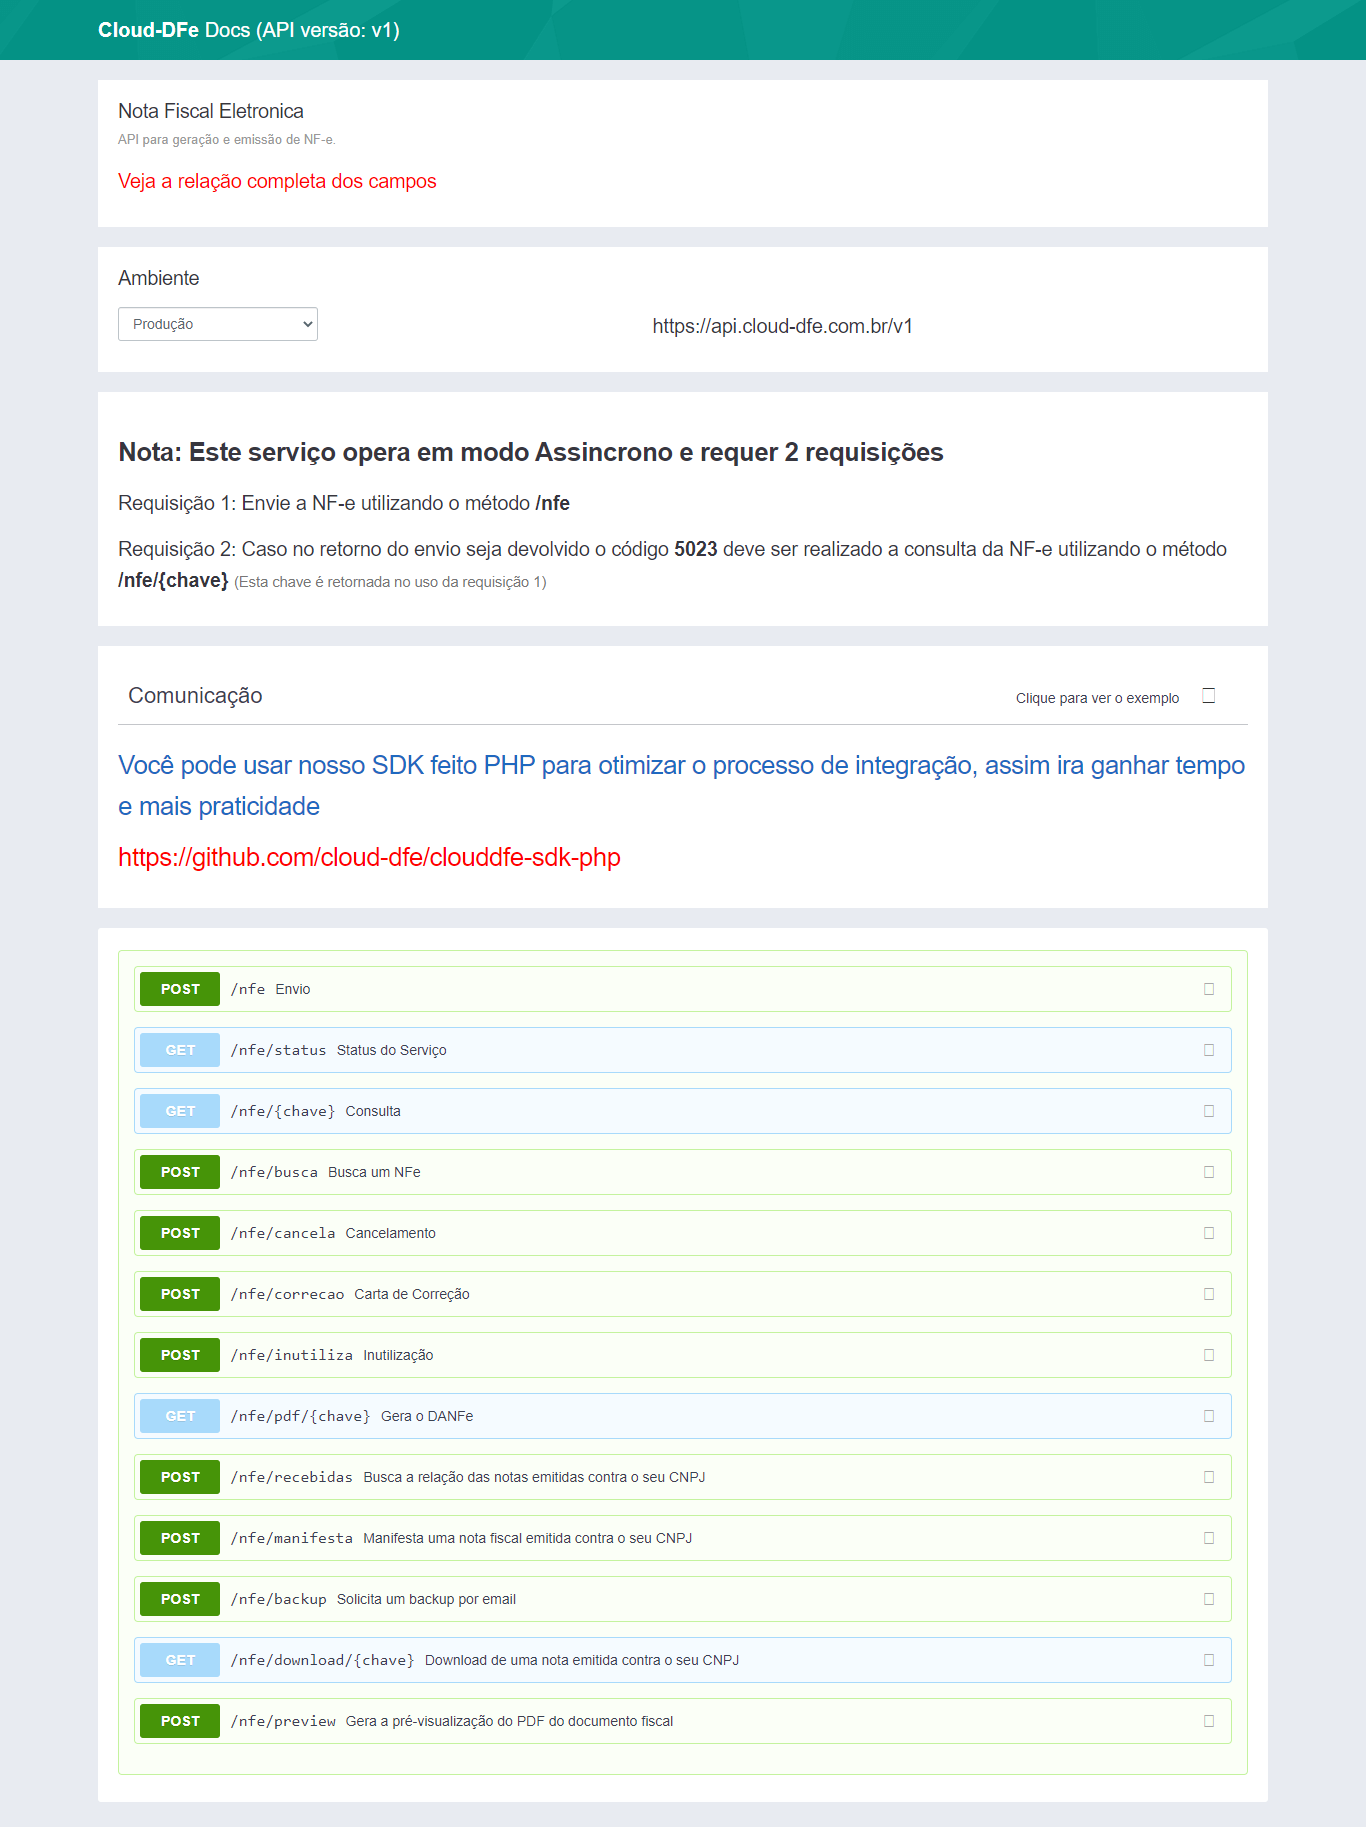 Cloud-DFe Docs (API versão: v1)
Nota Fiscal Eletronica
API para geração e emissão de NF-e.
Veja a relação completa dos campos
Ambiente
Produção
https://api.cloud-dfe.com.br/v1
Nota: Este serviço opera em modo Assincrono e requer 2 requisições
Requisição 1: Envie a NF-e utilizando o método /nfe
Requisição 2: Caso no retorno do envio seja devolvido o código 5023 deve ser realizado a consulta da NF-e utilizando o método
/nfe/{chave} (Esta chave é retornada no uso da requisição 1)
Comunicação
Clique para ver o exemplo
Você pode usar nosso SDK feito PHP para otimizar o processo de integração, assim ira ganhar tempo
e mais praticidade
https://github.com/cloud-dfe/clouddfe-sdk-php
POST /nfe Envio
GET /nfe/status Status do Serviço
GET /nfe/{chave} Consulta
POST /nfe/busca Busca um NFe
POST /nfe/cancela Cancelamento
POST /nfe/correcao Carta de Correção
POST /nfe/inutiliza Inutilização
GET /nfe/pdf/{chave} Gera o DANFe
POST /nfe/recebidas Busca a relação das notas emitidas contra o seu CNPJ
POST /nfe/manifesta Manifesta uma nota fiscal emitida contra o seu CNPJ
POST /nfe/backup Solicita um backup por email
GET /nfe/download/{chave} Download de uma nota emitida contra o seu CNPJ
POST /nfe/preview Gera a pré-visualização do PDF do documento fiscal